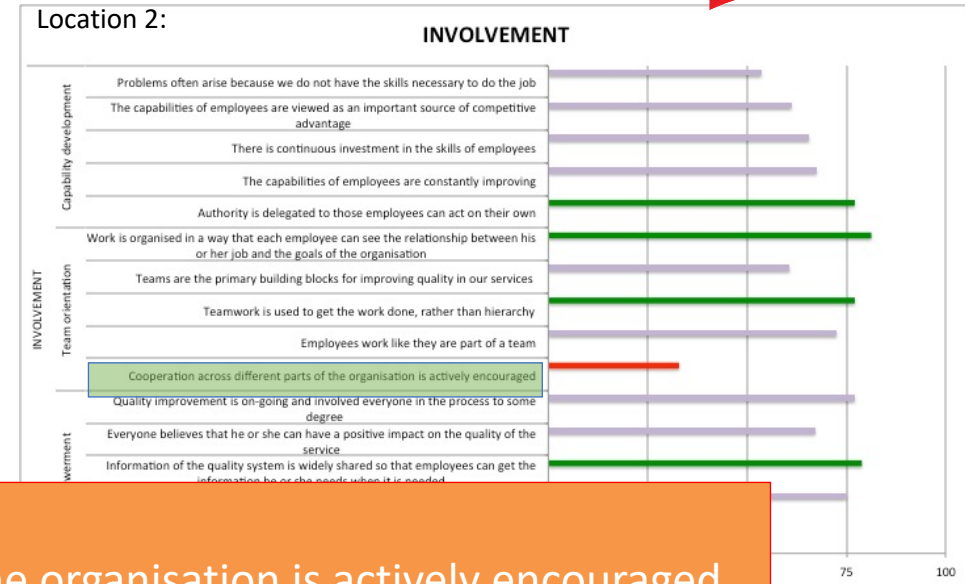 Location 2:
INVOLVEMENT
INVOLVEMENT
Capability development
Problems often arise because we do not have the skills necessary to do the job
The capabilities of employees are viewed as an important source of competitive
advantage
There is continuous investment in the skills of employees
The capabilities of employees are constantly improving
Authority is delegated to those employees can act on their own
Team orientation
Work is organised in a way that each employee can see the relationship between his
or her job and the goals of the organisation
Teams are the primary building blocks for improving quality in our services
Teamwork is used to get the work done, rather than hierarchy
Employees work like they are part of a team
Cooperation across different parts of the organisation is actively encouraged
Quality improvement is on-going and involved everyone in the process to some
degree
Everyone believes that he or she can have a positive impact on the quality of the
service
Information of the quality system is widely shared so that employees can get the
information he or she needs when it is needed
organisation is actively encouraged
75
100